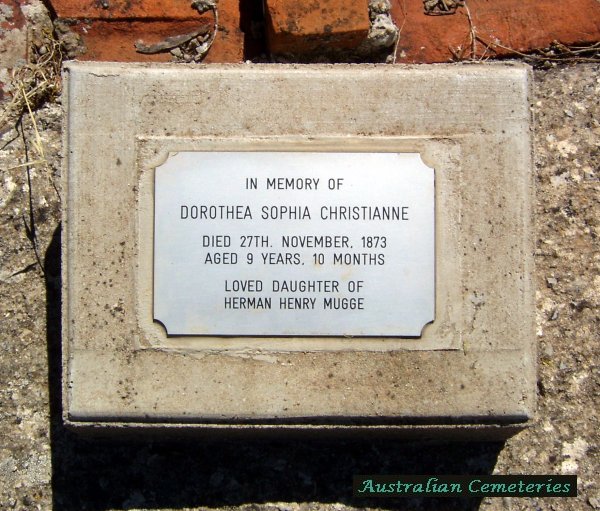 IN MEMORY OF
DOROTHEA SOPHIA CHRISTIANNE
DIED 27TH. NOVEMBER, 1873
AGED 9 YEARS, 10 MONTHS
LOVED DAUGHTER OF
HERMAN HENRY MUGGE
Australian Cemeteries